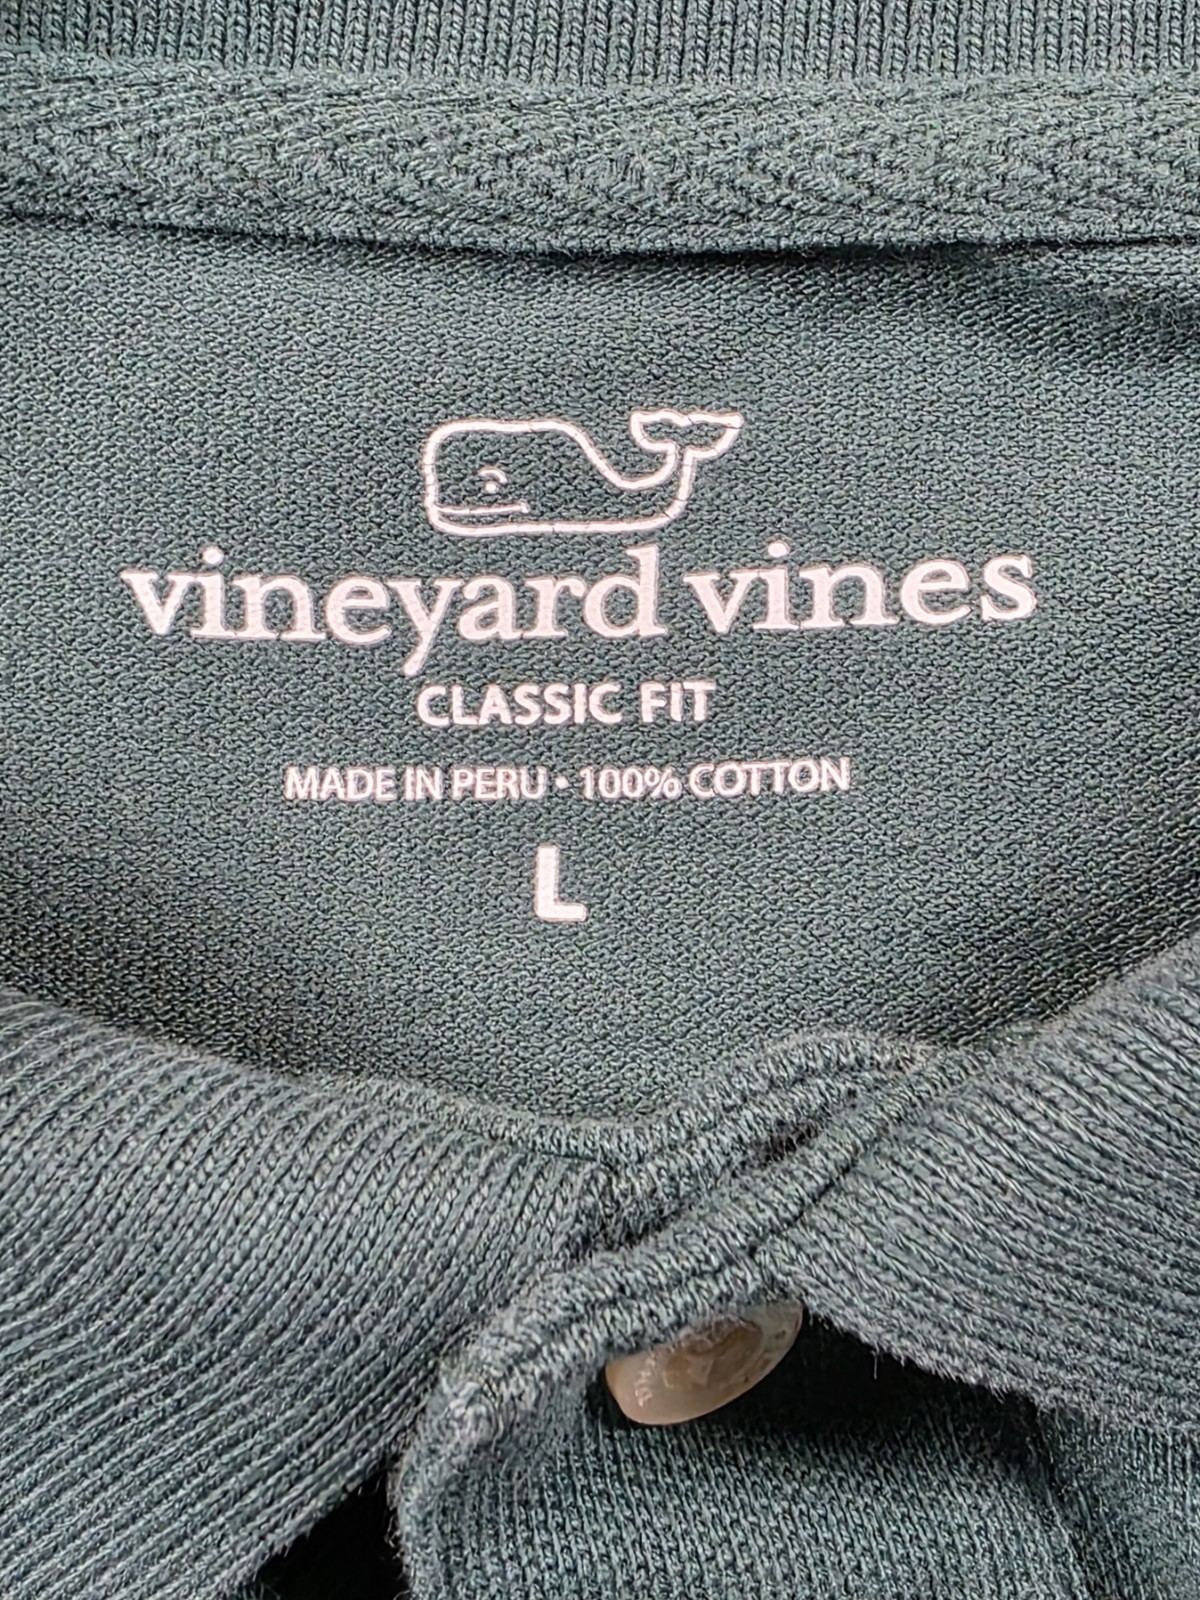 vineyard vines
CLASSIC FIT
MADE IN PERU • 100% COTTON
L